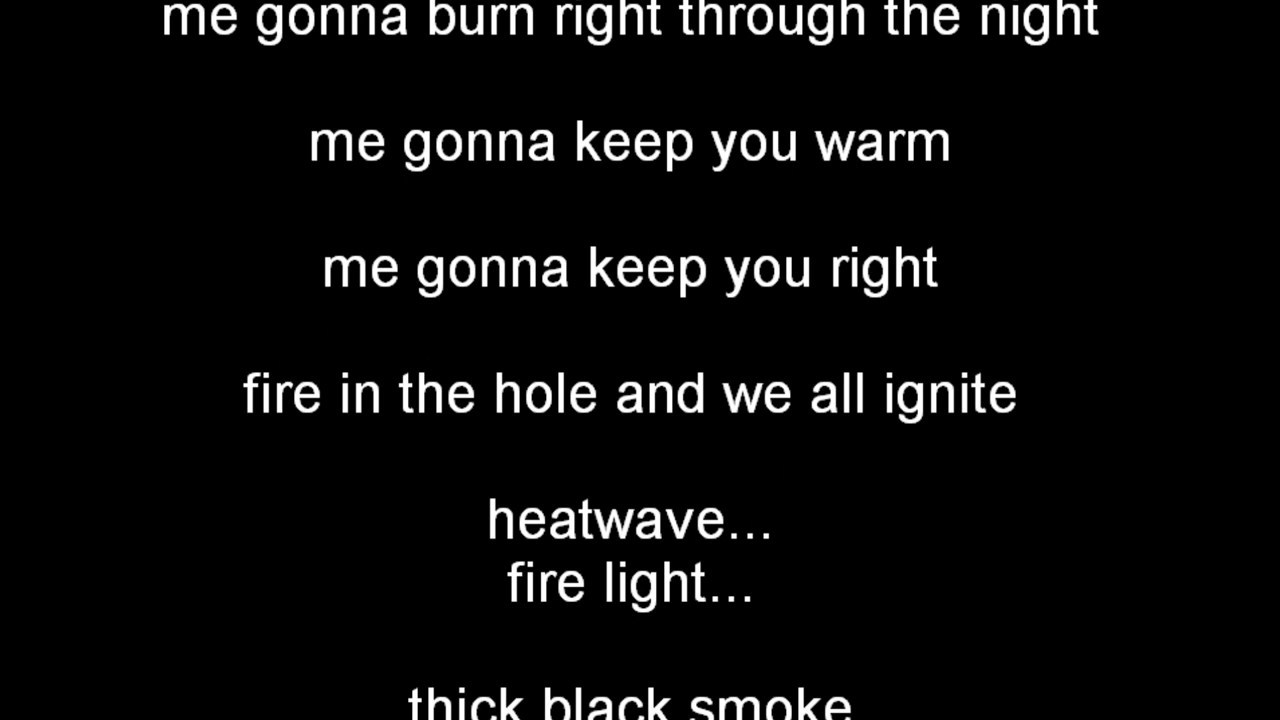 me gonna burn right through the night
me gonna keep you warm
me gonna keep you right
fire in the hole and we all ignite
heatwave...
fire light...
thick black smoke